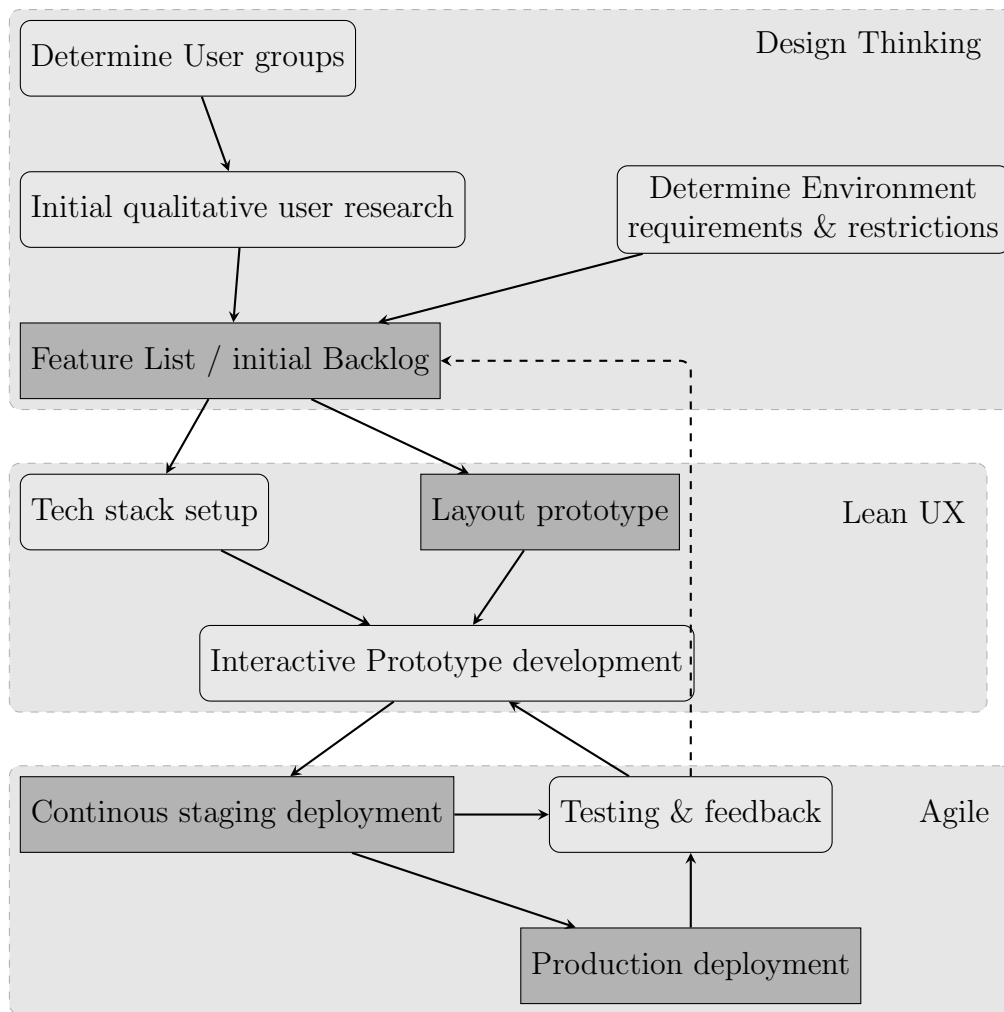 Design Thinking
Determine User groups
Initial qualitative user research
Determine Environment
requirements & restrictions
Feature List / initial Backlog
Tech stack setup
Layout prototype
Lean UX
Interactive Prototype development
Continous staging deployment
Testing & feedback
Agile
Production deployment